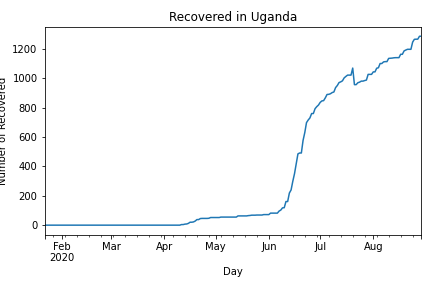 Recovered in Uganda
Number of Recovered
1200
1000
800
600
400
200
0
Feb
2020
Mar
Apr
May
Jun
Jul
Aug
Day